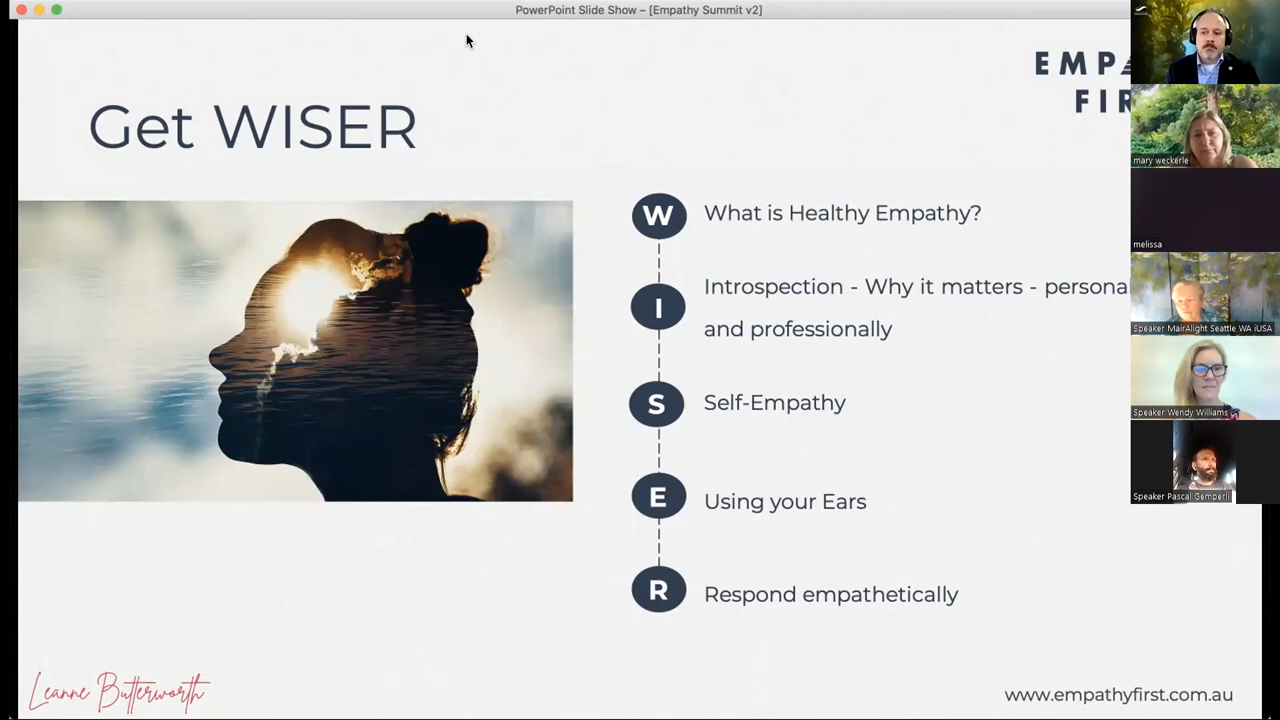 PowerPoint Slide Show – [Empathy Summit v2]
EMPA
FIR
Get WISER
W What is Healthy Empathy?
I Introspection - Why it matters - persona
and professionally
S Self-Empathy
E Using your Ears
R Respond empathetically
Leanne Butterworth
www.empathyfirst.com.au
mary weckerle
melissa
Speaker MairAlight Seattle WA iUSA
Speaker Wendy Williams
Speaker Pascal Gemperli